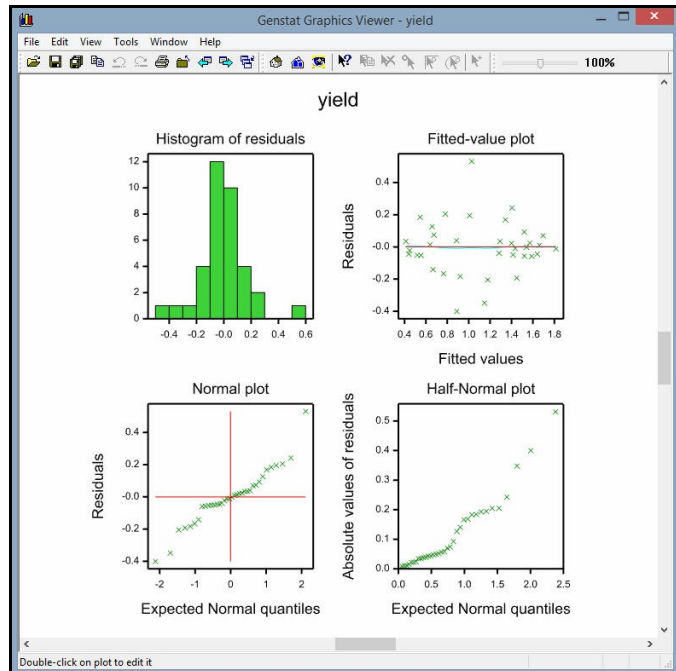 Genstat Graphics Viewer - yield
File Edit View Tools Window Help
100%
yield
Histogram of residuals
12
10
8
6
4
2
0
-0.4 -0.2 -0.0 0.2 0.4 0.6
Fitted-value plot
Residuals
0.4
0.2
-0.0
-0.2
-0.4
0.4 0.6 0.8 1.0 1.2 1.4 1.6 1.8
Fitted values
Normal plot
Residuals
0.4
0.2
-0.0
-0.2
-0.4
-2 -1 0 1 2
Expected Normal quantiles
Half-Normal plot
Absolute values of residuals
0.5
0.4
0.3
0.2
0.1
0.0
0.0 0.5 1.0 1.5 2.0 2.5
Expected Normal quantiles
Double-click on plot to edit it